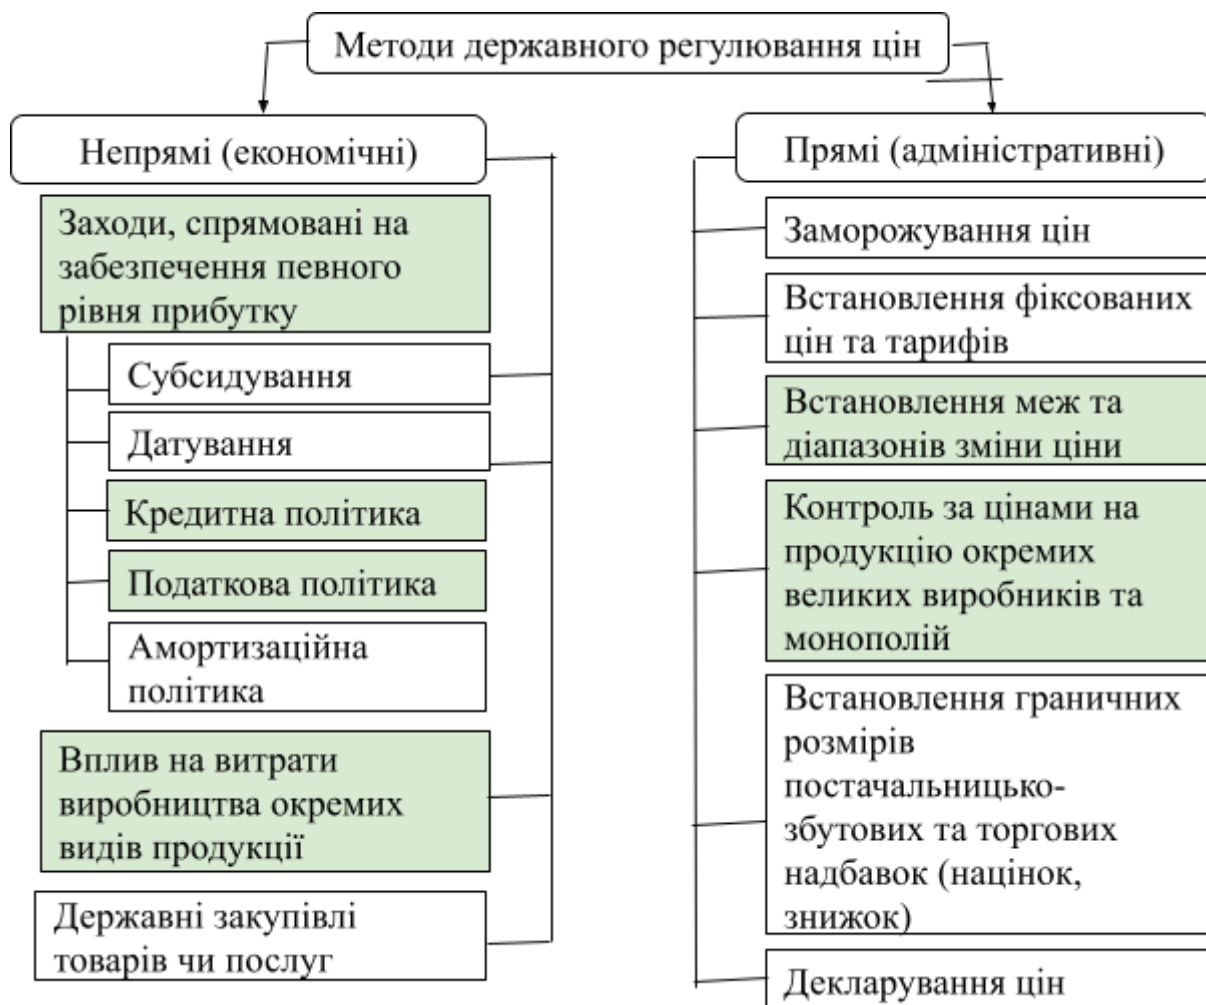 Методи державного регулювання цін
Непрямі (економічні)
Заходи, спрямовані на
забезпечення певного
рівня прибутку
Субсидування
Датування
Кредитна політика
Податкова політика
Амортизаційна
політика
Вплив на витрати
виробництва окремих
видів продукції
Державні закупівлі
товарів чи послуг
Прямі (адміністративні)
Заморожування цін
Встановлення фіксованих
цін та тарифів
Встановлення меж та
діапазонів зміни ціни
Контроль за цінами на
продукцію окремих
великих виробників та
монополій
Встановлення граничних
розмірів
постачальницько-
збутових та торгових
надбавок (націнок,
знижок)
Декларування цін